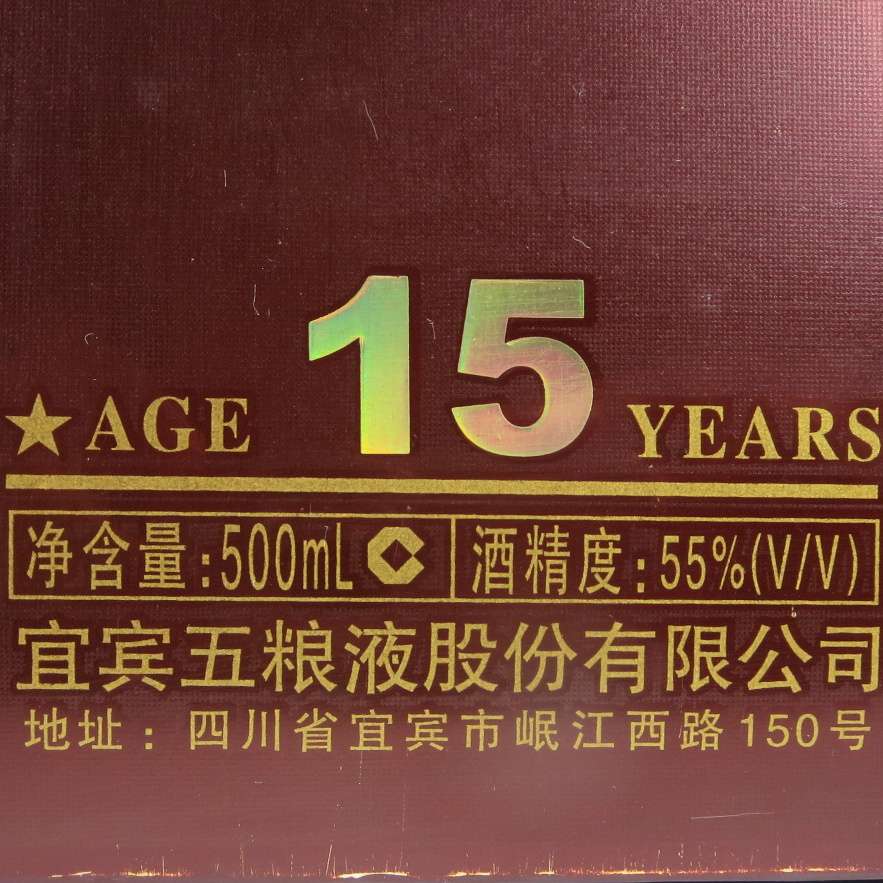 ★AGE 15 YEARS
净含量:500mL 酒精度:55%(V/V)
宜宾五粮液股份有限公司
地址：四川省宜宾市岷江西路150号